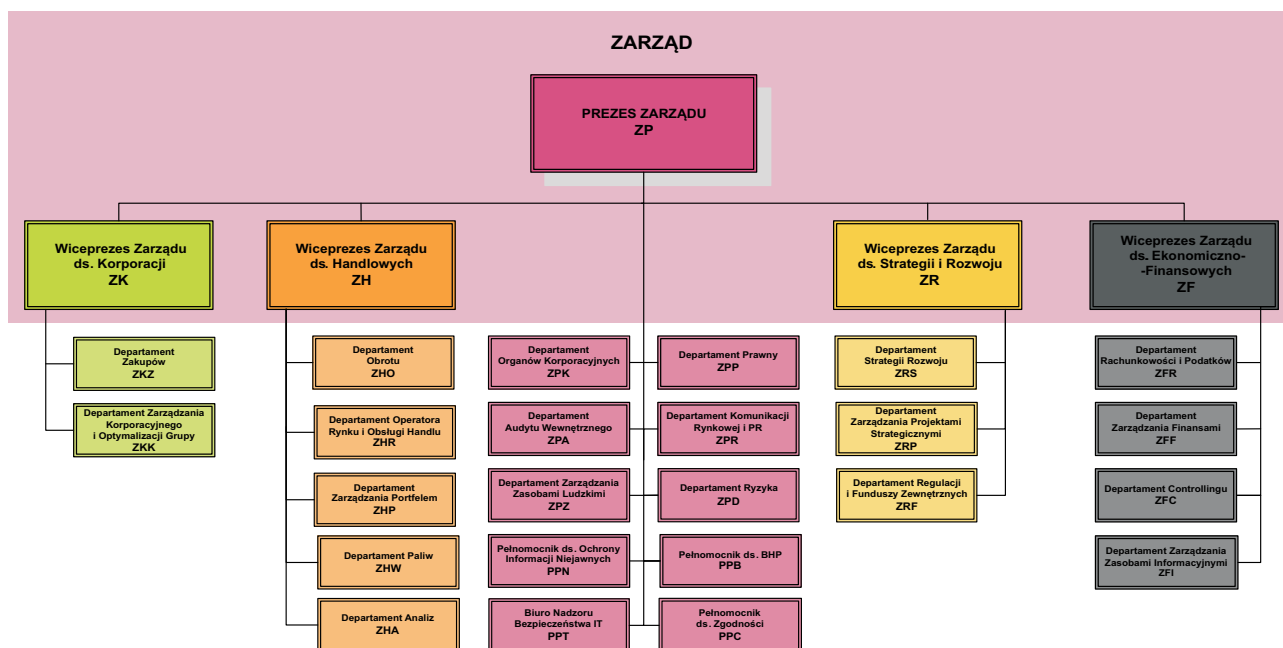 ZARZĄD
PREZES ZARZĄDU
ZP
Wiceprezes Zarządu
ds. Korporacji
ZK
Wiceprezes Zarządu
ds. Handlowych
ZH
Wiceprezes Zarządu
ds. Strategii i Rozwoju
ZR
Wiceprezes Zarządu
ds. Ekonomiczno-
-Finansowych
ZF
Departament
Zakupów
ZKZ
Departament Zarządzania
Korporacyjnego
i Optymalizacji Grupy
ZKK
Departament
Obrotu
ZHO
Departament Operatora
Rynku i Obsługi Handlu
ZHR
Departament
Zarządzania Portfelem
ZHP
Departament Paliw
ZHW
Departament Analiz
ZHA
Departament
Organów Korporacyjnych
ZPK
Departament
Audytu Wewnętrznego
ZPA
Departament Zarządzania
Zasobami Ludzkimi
ZPZ
Pełnomocnik ds. Ochrony
Informacji Niejawnych
PPN
Biuro Nadzoru
Bezpieczeństwa IT
PPT
Departament Prawny
ZPP
Departament Komunikacji
Rynkowej i PR
ZPR
Departament Ryzyka
ZPD
Pełnomocnik ds. BHP
PPB
Pełnomocnik
ds. Zgodności
PPC
Departament
Strategii Rozwoju
ZRS
Departament
Zarządzania Projektami
Strategicznymi
ZRP
Departament Regulacji
i Funduszy Zewnętrznych
ZRF
Departament
Rachunkowości i Podatków
ZFR
Departament
Zarządzania Finansami
ZFF
Departament Controllingu
ZFC
Departament Zarządzania
Zasobami Informacyjnymi
ZFI